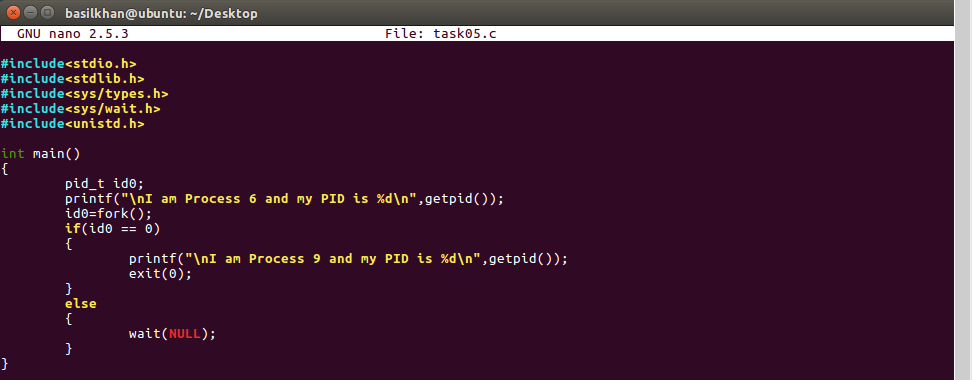 basilkhan@ubuntu: ~/Desktop
GNU nano 2.5.3 File: task05.c
#include<stdio.h>
#include<stdlib.h>
#include<sys/types.h>
#include<sys/wait.h>
#include<unistd.h>
int main()
{
pid_t id0;
printf("\nI am Process 6 and my PID is %d\n",getpid());
id0=fork();
if(id0 == 0)
{
printf("\nI am Process 9 and my PID is %d\n",getpid());
exit(0);
}
else
{
wait(NULL);
}
}